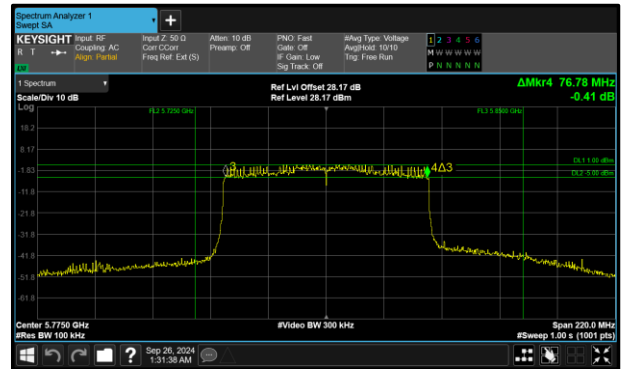 Spectrum Analyzer 1
Swept SA
+
KEYSIGHT Input: RF Input Z: 50 Ω Atten: 10 dB PNO: Fast #Avg Type: Voltage 1 2 3 4 5 6
R T Coupling: AC Corr CCorr Preamp: Off Gate: Off Avg|Hold: 10/10 M W W W W W
Align: Partial Freq Ref: Ext (S) IF Gain: Low Trig: Free Run
Sig Track: Off P N N N N N
1 Spectrum
ΔMkr4 76.78 MHz
Ref Lvl Offset 28.17 dB
Scale/Div 10 dB Ref Level 28.17 dBm -0.41 dB
Log
FL2 5.7250 GHz FL3 5.8500 GHz
18.2
8.17
DL1 1.00 dBm
3 4Δ3
-1.83
DL2 -5.00 dBm
-11.8
-21.8
-31.8
-41.8
-51.8
-61.8
Center 5.7750 GHz #Video BW 300 kHz Span 220.0 MHz
#Res BW 100 kHz #Sweep 1.00 s (1001 pts)
? Sep 26, 2024
1:31:38 AM